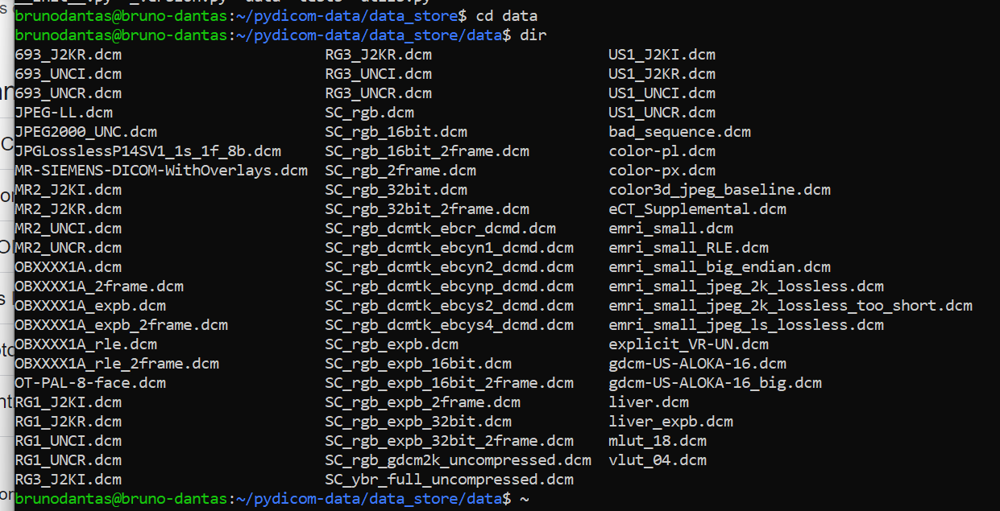 brunodantas@bruno-dantas:~/pydicom-data/data_store$ cd data
brunodantas@bruno-dantas:~/pydicom-data/data_store/data$ dir
693_J2KR.dcm RG3_J2KR.dcm US1_J2KI.dcm
693_UNCI.dcm RG3_UNCI.dcm US1_J2KR.dcm
693_UNCR.dcm RG3_UNCR.dcm US1_UNCI.dcm
JPEG-LL.dcm SC_rgb.dcm US1_UNCR.dcm
JPEG2000_UNC.dcm SC_rgb_16bit.dcm bad_sequence.dcm
JPGLosslessP14SV1_1s_1f_8b.dcm SC_rgb_16bit_2frame.dcm color-pl.dcm
MR-SIEMENS-DICOM-WithOverlays.dcm SC_rgb_2frame.dcm color-px.dcm
MR2_J2KI.dcm SC_rgb_32bit.dcm color3d_jpeg_baseline.dcm
MR2_J2KR.dcm SC_rgb_32bit_2frame.dcm eCT_Supplemental.dcm
MR2_UNCI.dcm SC_rgb_dcmtk_ebcr_dcmd.dcm emri_small.dcm
MR2_UNCR.dcm SC_rgb_dcmtk_ebcyn1_dcmd.dcm emri_small_RLE.dcm
OBXXXX1A.dcm SC_rgb_dcmtk_ebcyn2_dcmd.dcm emri_small_big_endian.dcm
OBXXXX1A_2frame.dcm SC_rgb_dcmtk_ebcynp_dcmd.dcm emri_small_jpeg_2k_lossless.dcm
OBXXXX1A_expb.dcm SC_rgb_dcmtk_ebcys2_dcmd.dcm emri_small_jpeg_2k_lossless_too_short.dcm
OBXXXX1A_expb_2frame.dcm SC_rgb_dcmtk_ebcys4_dcmd.dcm emri_small_jpeg_ls_lossless.dcm
OBXXXX1A_rle.dcm SC_rgb_expb.dcm explicit_VR-UN.dcm
OBXXXX1A_rle_2frame.dcm SC_rgb_expb_16bit.dcm gdcm-US-ALOKA-16.dcm
OT-PAL-8-face.dcm SC_rgb_expb_16bit_2frame.dcm gdcm-US-ALOKA-16_big.dcm
RG1_J2KI.dcm SC_rgb_expb_2frame.dcm liver.dcm
RG1_J2KR.dcm SC_rgb_expb_32bit.dcm liver_expb.dcm
RG1_UNCI.dcm SC_rgb_expb_32bit_2frame.dcm mlut_18.dcm
RG1_UNCR.dcm SC_rgb_gdcm2k_uncompressed.dcm vlut_04.dcm
RG3_J2KI.dcm SC_ybr_full_uncompressed.dcm
brunodantas@bruno-dantas:~/pydicom-data/data_store/data$ ~